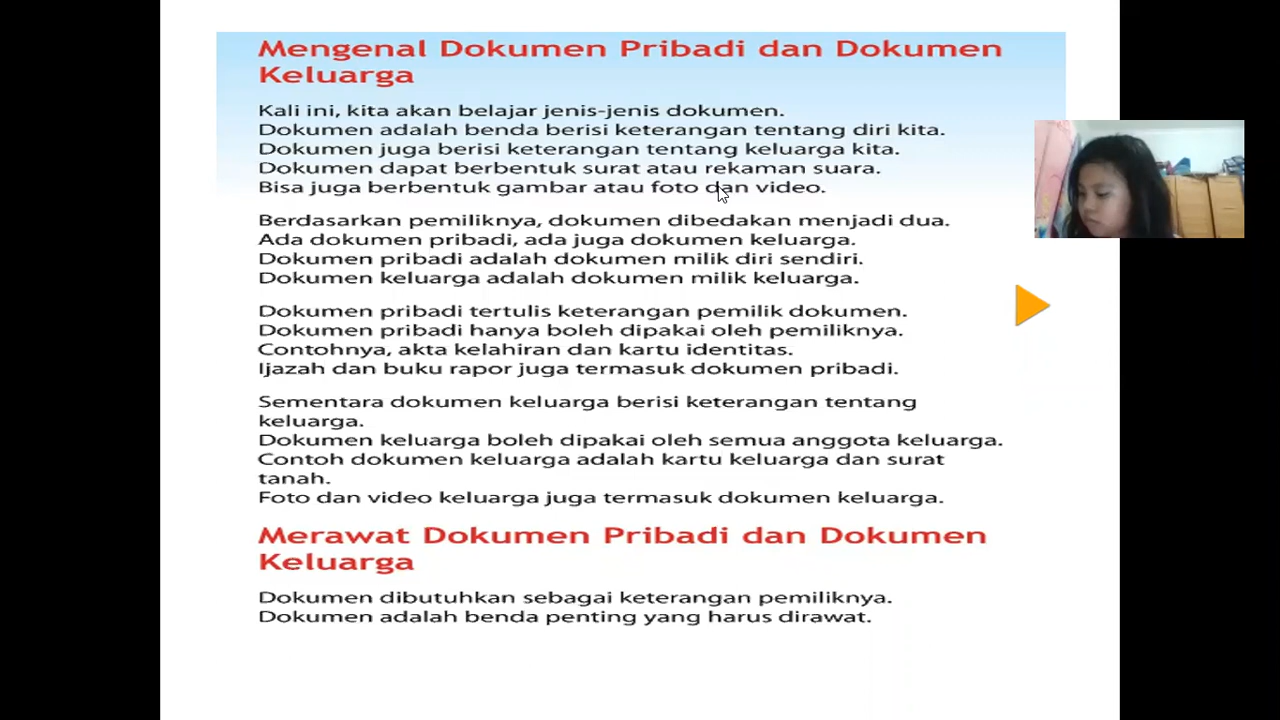 Mengenal Dokumen Pribadi dan Dokumen
Keluarga
Kali ini, kita akan belajar jenis-jenis dokumen.
Dokumen adalah benda berisi keterangan tentang diri kita.
Dokumen juga berisi keterangan tentang keluarga kita.
Dokumen dapat berbentuk surat atau rekaman suara.
Bisa juga berbentuk gambar atau foto dan video.
Berdasarkan pemiliknya, dokumen dibedakan menjadi dua.
Ada dokumen pribadi, ada juga dokumen keluarga.
Dokumen pribadi adalah dokumen milik diri sendiri.
Dokumen keluarga adalah dokumen milik keluarga.
Dokumen pribadi tertulis keterangan pemilik dokumen.
Dokumen pribadi hanya boleh dipakai oleh pemiliknya.
Contohnya, akta kelahiran dan kartu identitas.
Ijazah dan buku rapor juga termasuk dokumen pribadi.
Sementara dokumen keluarga berisi keterangan tentang
keluarga.
Dokumen keluarga boleh dipakai oleh semua anggota keluarga.
Contoh dokumen keluarga adalah kartu keluarga dan surat
tanah.
Foto dan video keluarga juga termasuk dokumen keluarga.
Merawat Dokumen Pribadi dan Dokumen
Keluarga
Dokumen dibutuhkan sebagai keterangan pemiliknya.
Dokumen adalah benda penting yang harus dirawat.